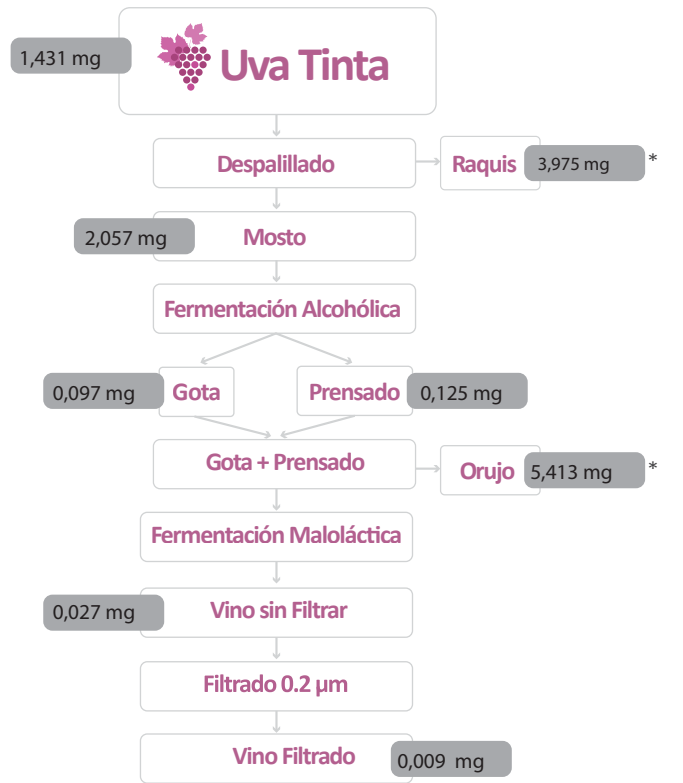 1,431 mg
Uva Tinta
Despalillado
Raquis
3,975 mg *
2,057 mg
Mosto
Fermentación Alcohólica
0,097 mg
Gota
Prensado
0,125 mg
Gota + Prensado
Orujo
5,413 mg *
Fermentación Maloláctica
0,027 mg
Vino sin Filtrar
Filtrado 0.2 µm
Vino Filtrado
0,009 mg